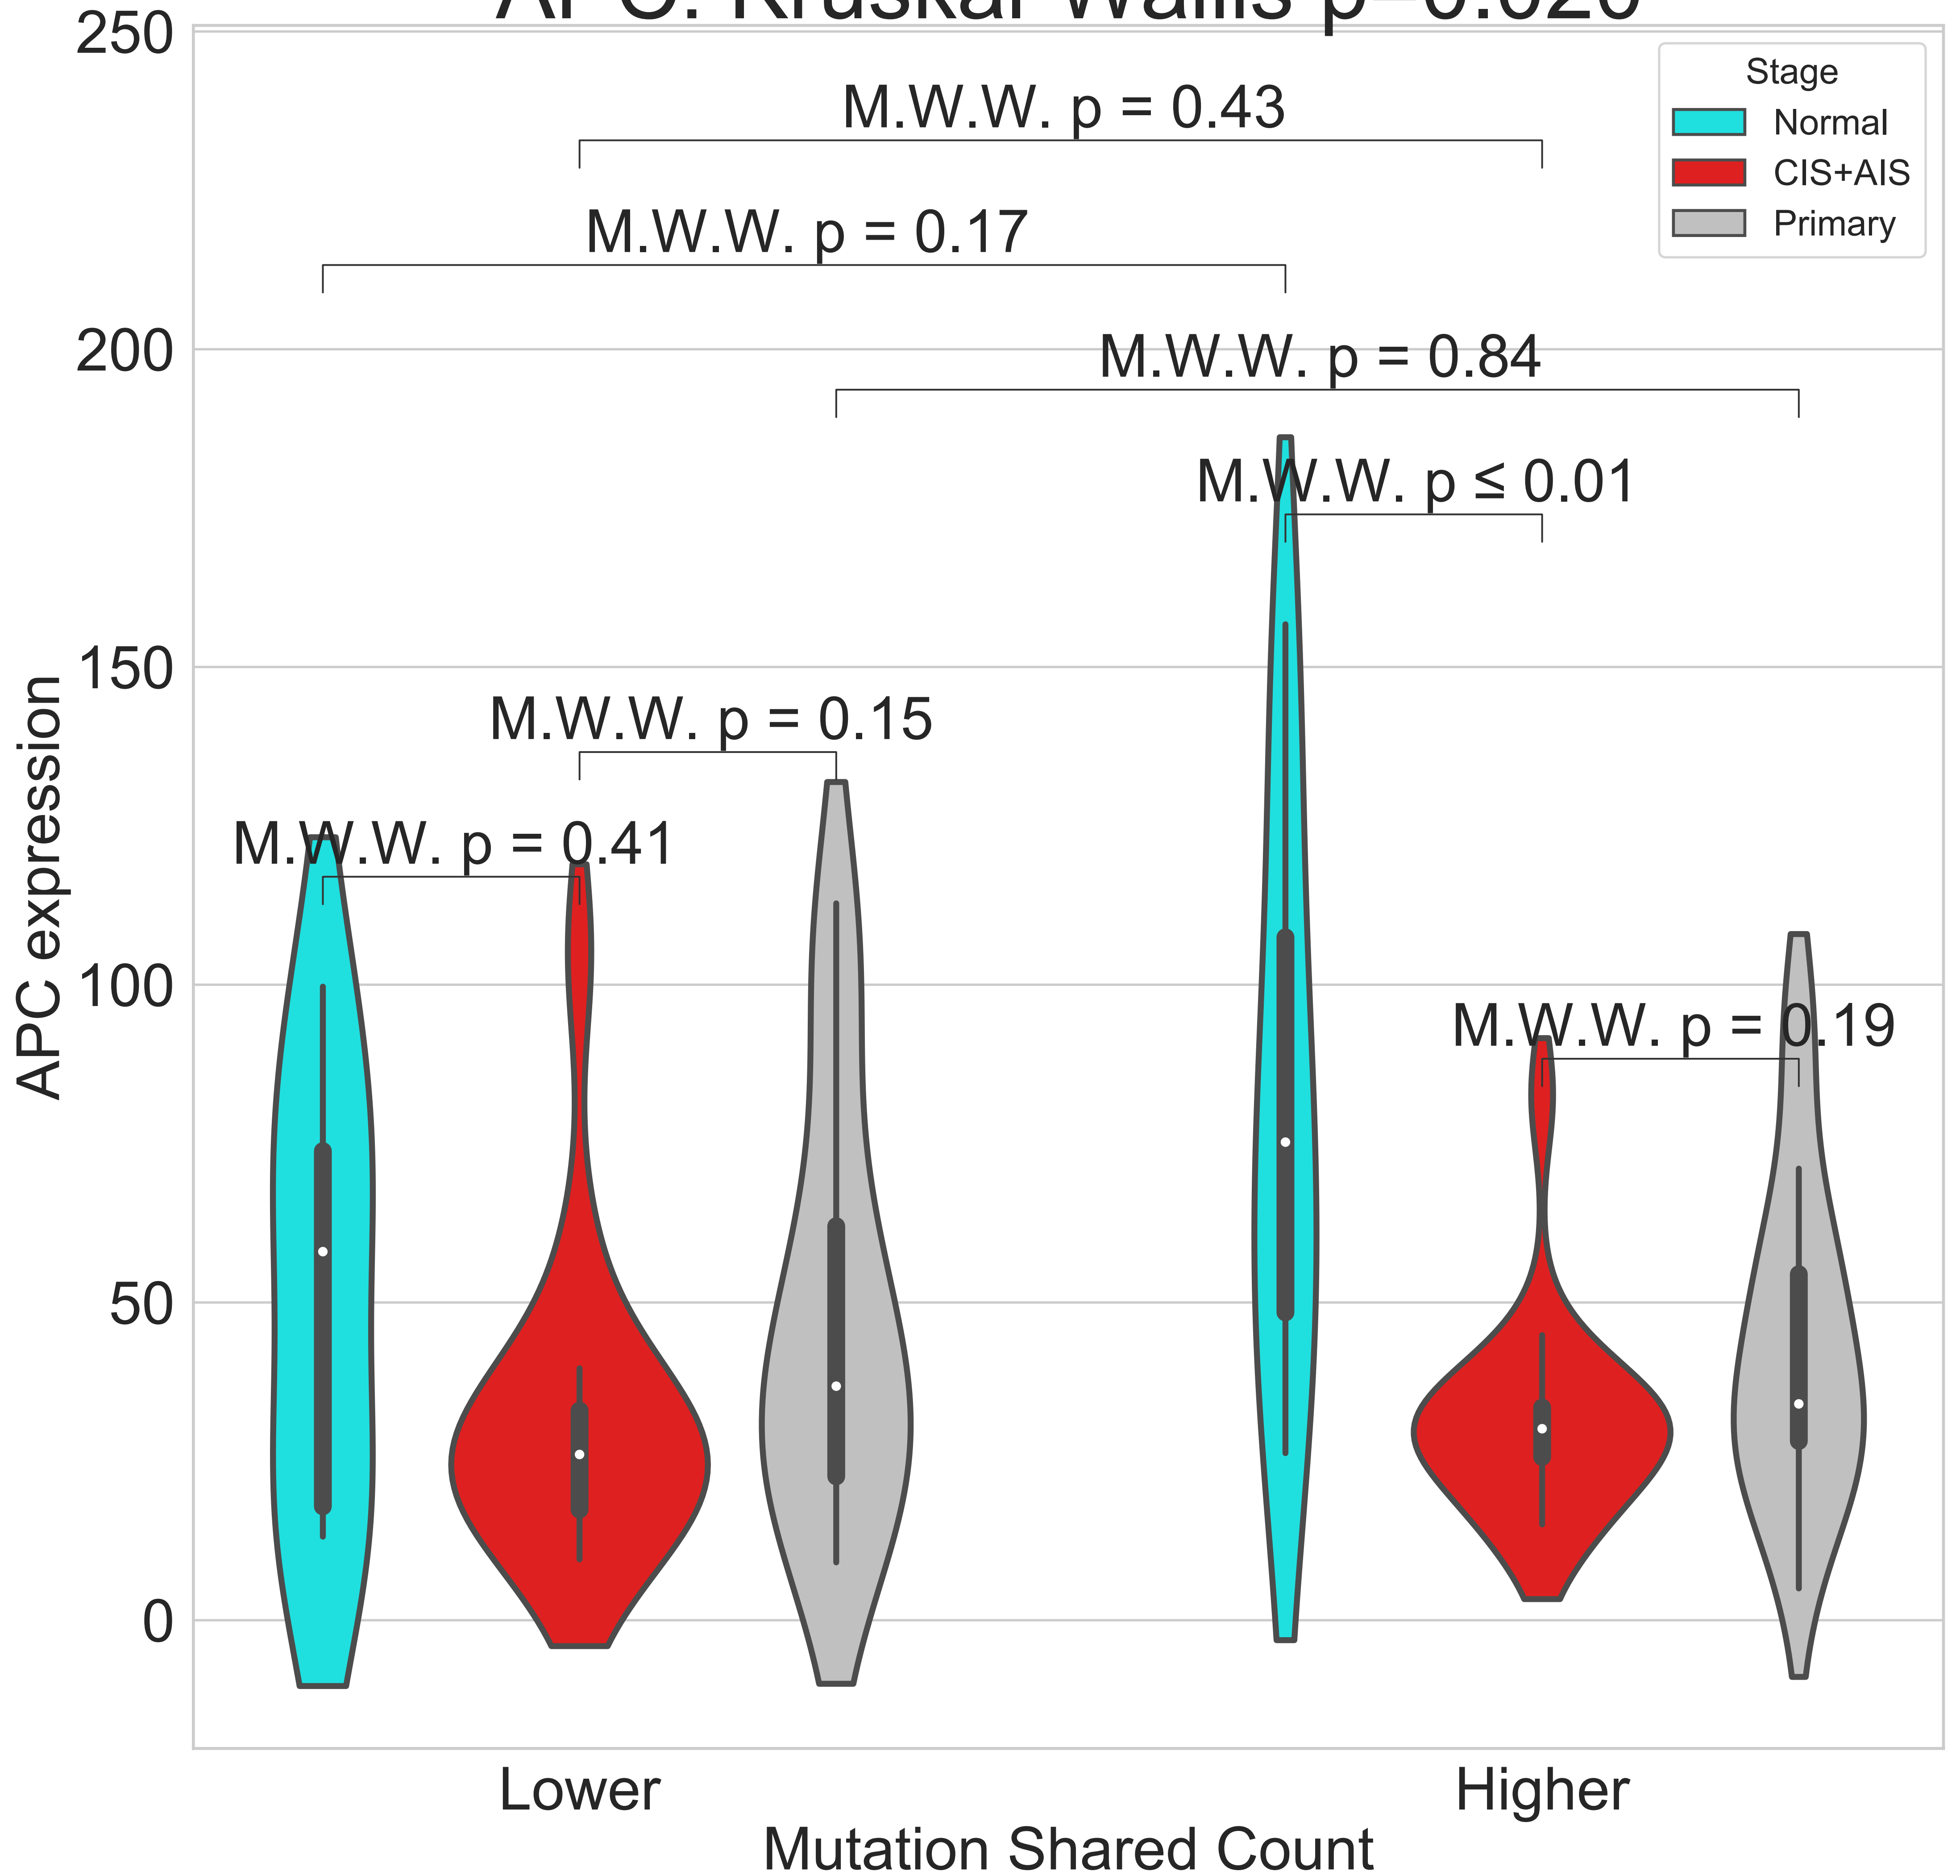 250
Stage
Normal
CIS+AIS
Primary
M.W.W. p = 0.43
M.W.W. p = 0.17
200
M.W.W. p = 0.84
M.W.W. p ≤ 0.01
150
M.W.W. p = 0.15
M.W.W. p = 0.41
APC expression
100
M.W.W. p = 0.19
50
0
Lower
Higher
Mutation Shared Count